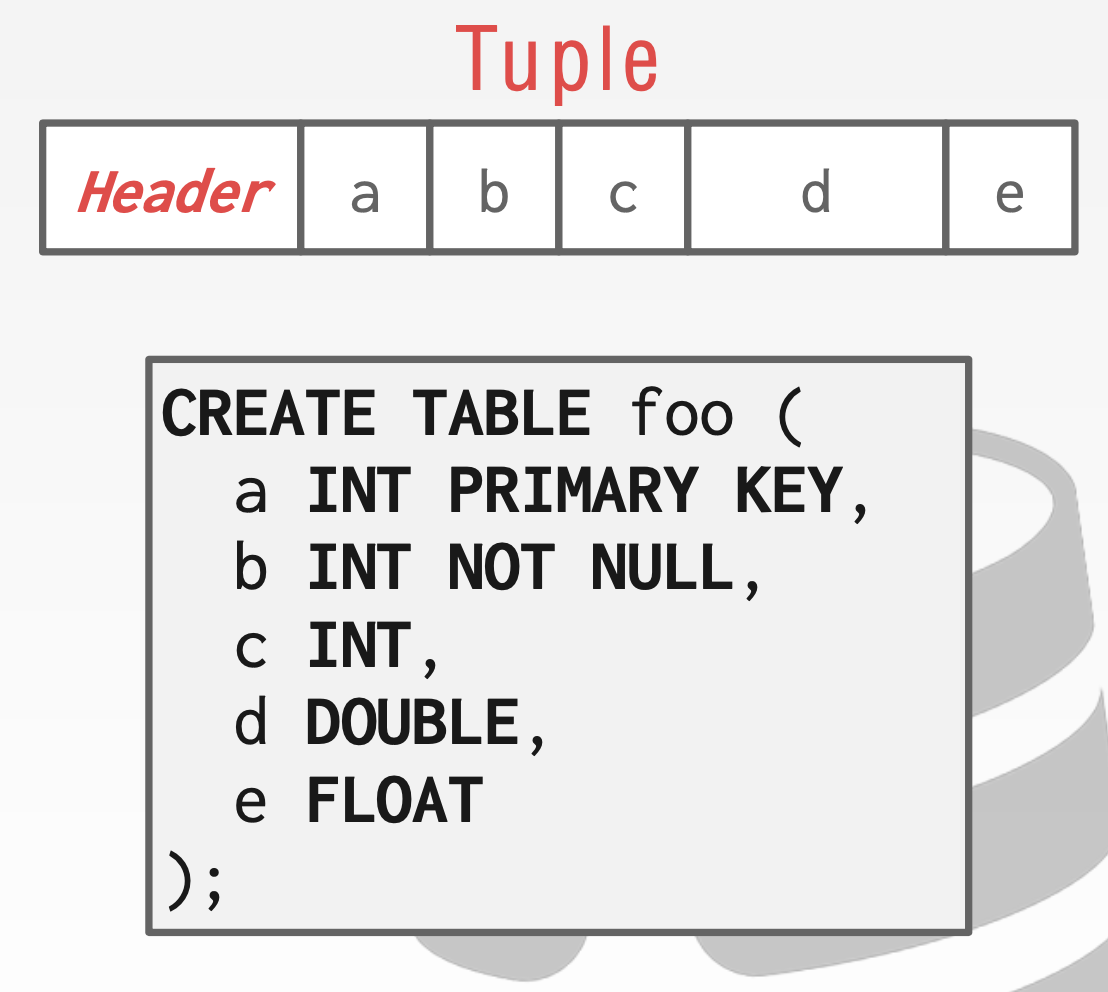 Tuple
Header a b c d e
CREATE TABLE foo (
  a INT PRIMARY KEY,
  b INT NOT NULL,
  c INT,
  d DOUBLE,
  e FLOAT
);